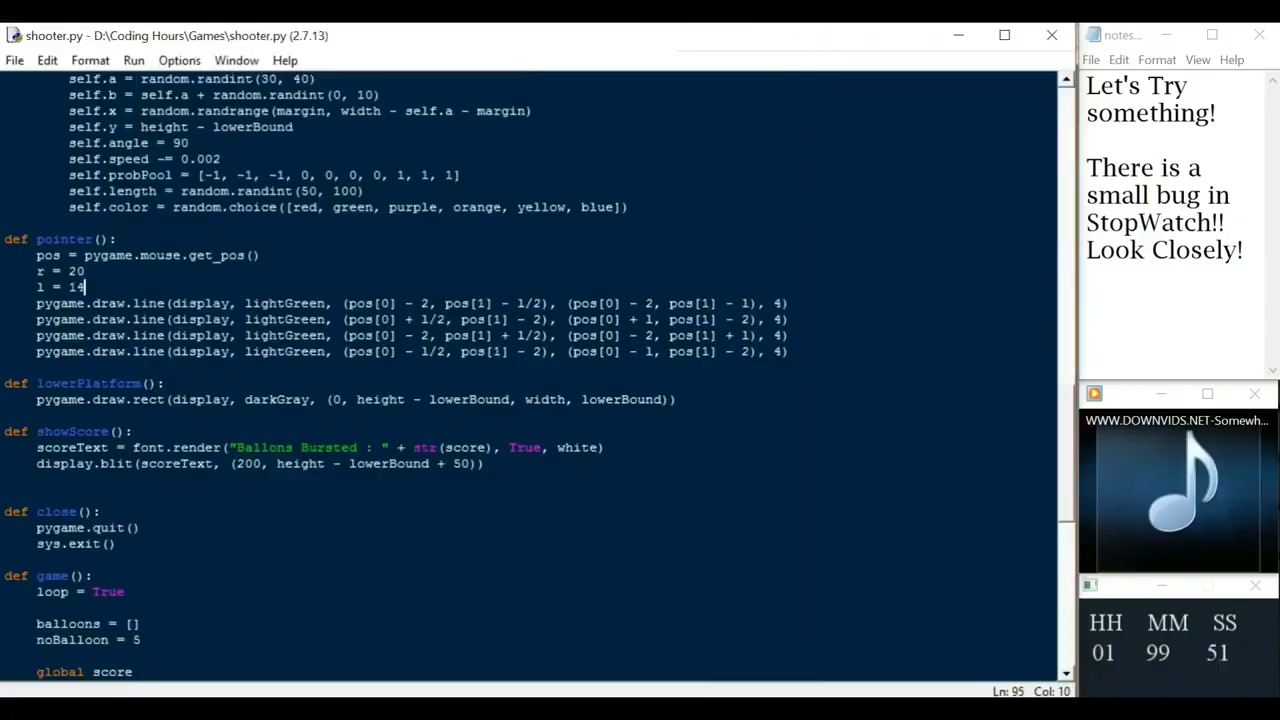 shooter.py - D:\Coding Hours\Games\shooter.py (2.7.13)
File Edit Format Run Options Window Help
self.a = random.randint(30, 40)
self.b = self.a + random.randint(0, 10)
self.x = random.randrange(margin, width - self.a - margin)
self.y = height - lowerBound
self.angle = 90
self.speed -= 0.002
self.probPool = [-1, -1, -1, 0, 0, 0, 0, 1, 1, 1]
self.length = random.randint(50, 100)
self.color = random.choice([red, green, purple, orange, yellow, blue])
def pointer():
pos = pygame.mouse.get_pos()
r = 20
l = 14
pygame.draw.line(display, lightGreen, (pos[0] - 2, pos[1] - l/2), (pos[0] - 2, pos[1] - l), 4)
pygame.draw.line(display, lightGreen, (pos[0] + l/2, pos[1] - 2), (pos[0] + l, pos[1] - 2), 4)
pygame.draw.line(display, lightGreen, (pos[0] - 2, pos[1] + l/2), (pos[0] - 2, pos[1] + l), 4)
pygame.draw.line(display, lightGreen, (pos[0] - l/2, pos[1] - 2), (pos[0] - l, pos[1] - 2), 4)
def lowerPlatform():
pygame.draw.rect(display, darkGray, (0, height - lowerBound, width, lowerBound))
def showScore():
scoreText = font.render("Ballons Bursted : " + str(score), True, white)
display.blit(scoreText, (200, height - lowerBound + 50))
def close():
pygame.quit()
sys.exit()
def game():
loop = True
balloons = []
noBalloon = 5
global score
Ln: 95 Col: 10
notes...
File Edit Format View Help
Let's Try
something!
There is a
small bug in
StopWatch!!
Look Closely!
WWW.DOWNVIDS.NET-Somewh...
HH MM SS
01 99 51